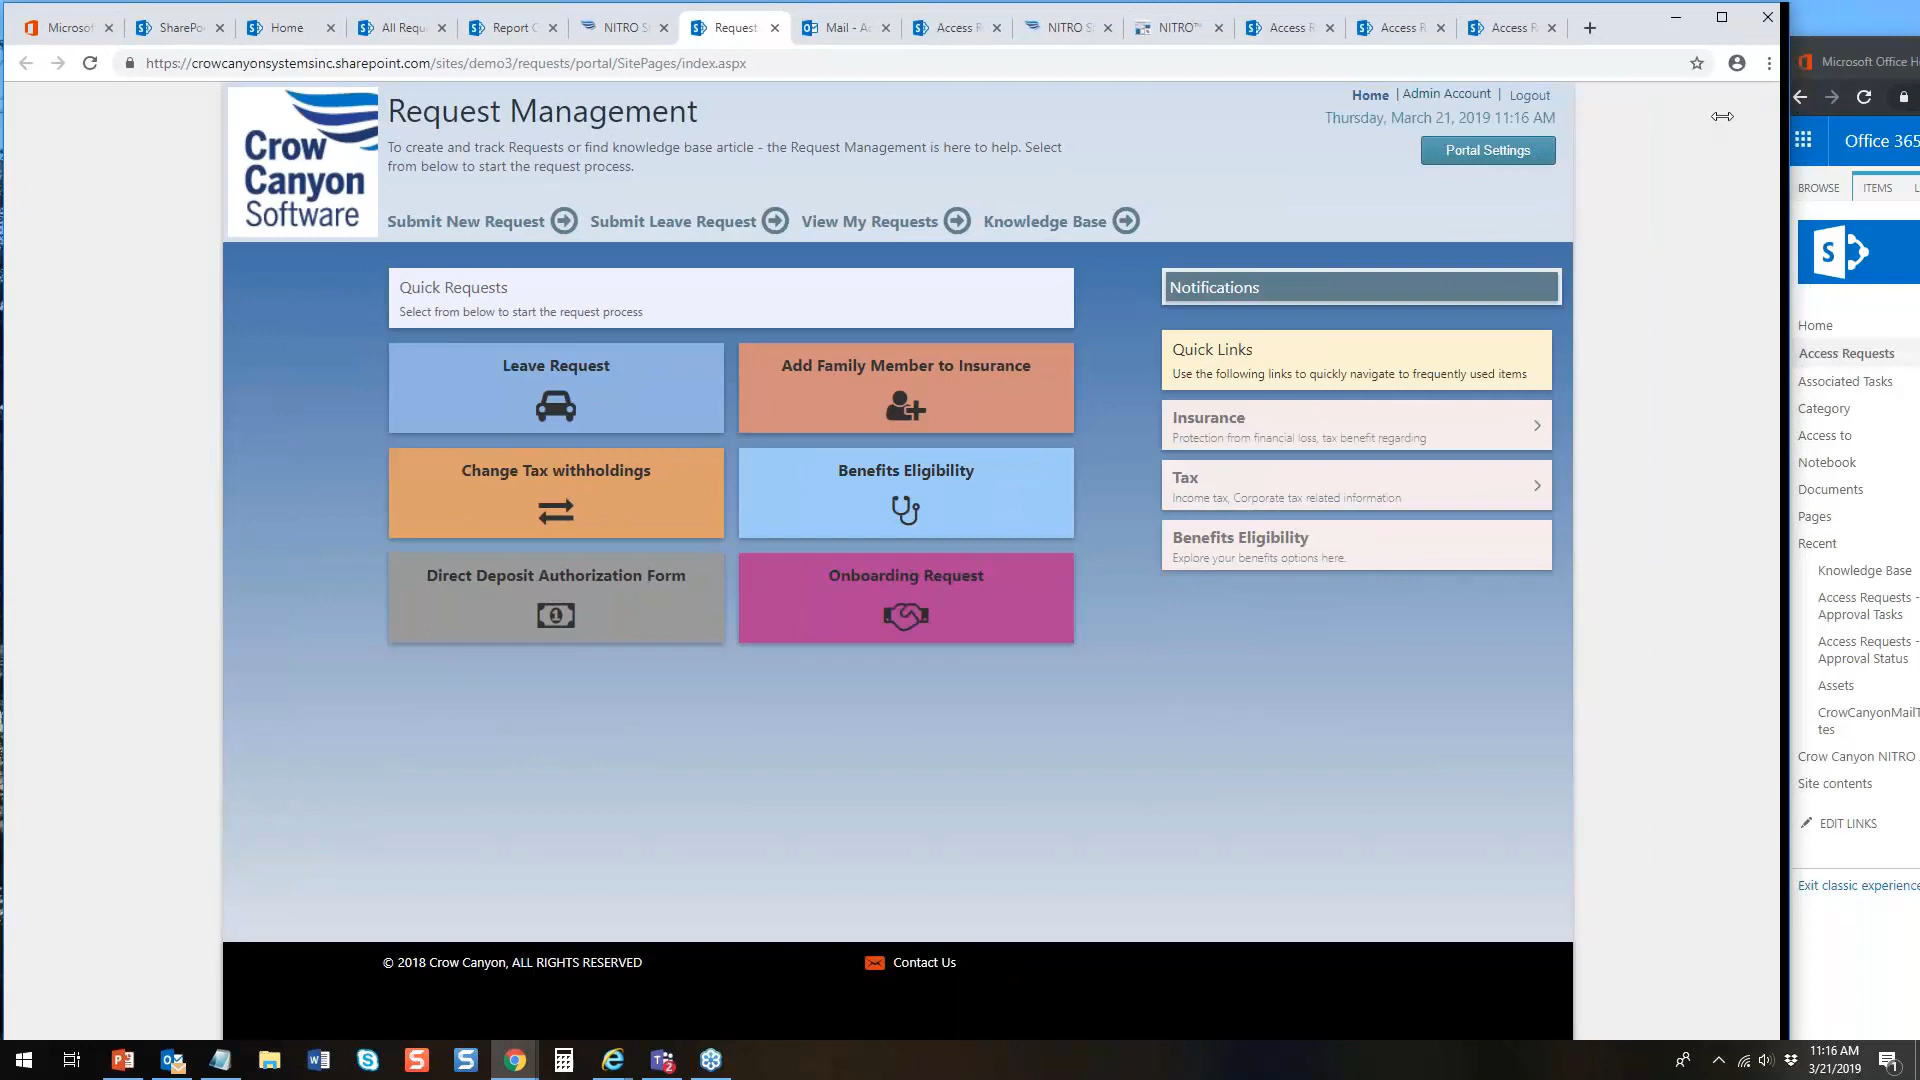 Microsof
SharePo
Home
All Requ
Report C
NITRO S
Request
Mail - A
Access R
NITRO S
NITRO™
Access R
Access R
Access R
https://crowcanyonsystemsinc.sharepoint.com/sites/demo3/requests/portal/SitePages/index.aspx
Crow
Canyon
Software
Request Management
To create and track Requests or find knowledge base article - the Request Management is here to help. Select
from below to start the request process.
Home | Admin Account | Logout
Thursday, March 21, 2019 11:16 AM
Portal Settings
Submit New Request
Submit Leave Request
View My Requests
Knowledge Base
Quick Requests
Select from below to start the request process
Leave Request
Add Family Member to Insurance
Change Tax withholdings
Benefits Eligibility
Direct Deposit Authorization Form
Onboarding Request
Notifications
Quick Links
Use the following links to quickly navigate to frequently used items
Insurance
Protection from financial loss, tax benefit regarding
Tax
Income tax, Corporate tax related information
Benefits Eligibility
Explore your benefits options here.
© 2018 Crow Canyon, ALL RIGHTS RESERVED
Contact Us
Microsoft Office Ho
Office 365
BROWSE
ITEMS
L
Home
Access Requests
Associated Tasks
Category
Access to
Notebook
Documents
Pages
Recent
Knowledge Base
Access Requests -
Approval Tasks
Access Requests -
Approval Status
Assets
CrowCanyonMailT
tes
Crow Canyon NITRO
Site contents
EDIT LINKS
Exit classic experience
11:16 AM
3/21/2019